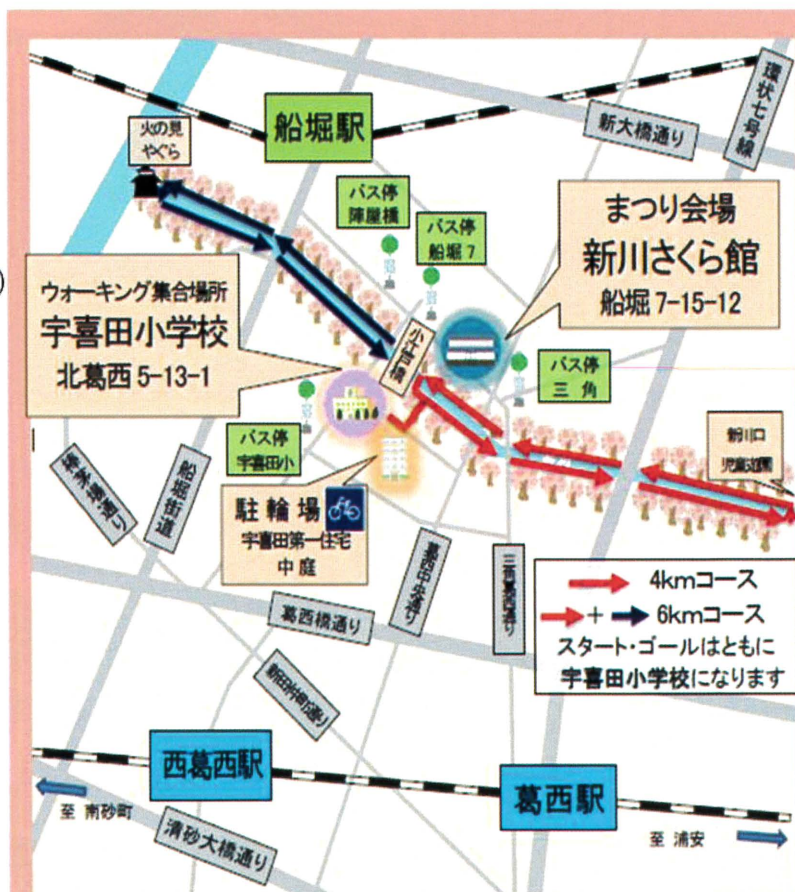 環状七号線
新大橋通り
船堀駅
火の見
やぐら
バス停
陣屋橋
バス停
船堀 7
まつり会場
新川さくら館
船堀 7-15-12
ウォーキング集合場所
宇喜田小学校
北葛西 5-13-1
小江戸橋
バス停
三 角
バス停
宇喜田小
新川口
児童遊園
棒茅場通り
船堀街道
駐 輪 場
宇喜田第一住宅
中 庭
葛西中央通り
三角葛西通り
葛西橋通り
4kmコース
+
6kmコース
スタート・ゴールはともに
宇喜田小学校になります
新田仲町通り
西葛西駅
葛西駅
至 南砂町
清砂大橋通り
至 浦安